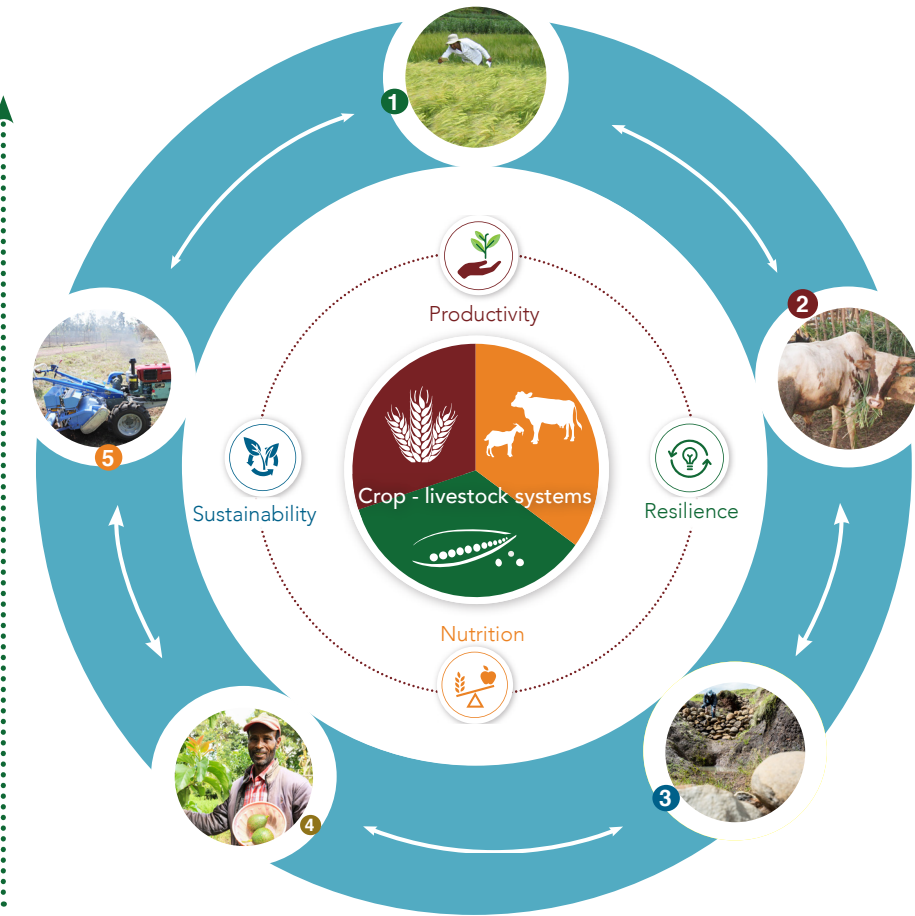 1
Productivity
2
5
Crop - livestock systems
Sustainability
Resilience
Nutrition
3
4